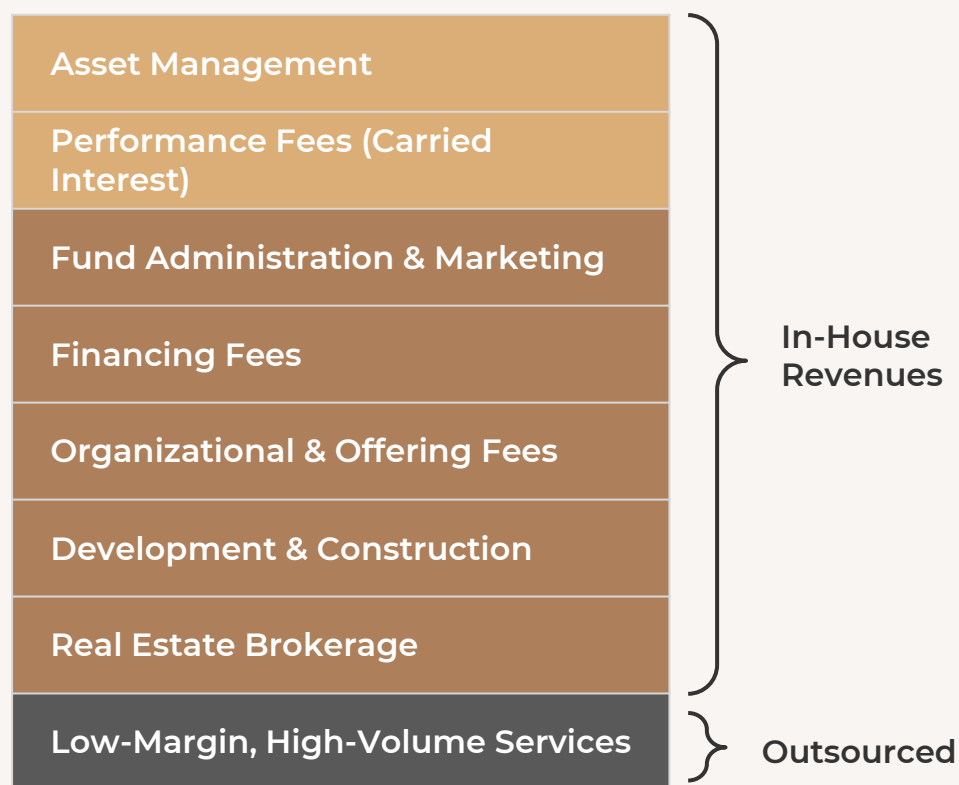 Asset Management
Performance Fees (Carried
Interest)
Fund Administration & Marketing
Financing Fees
Organizational & Offering Fees
Development & Construction
Real Estate Brokerage
In-House
Revenues
Low-Margin, High-Volume Services
Outsourced